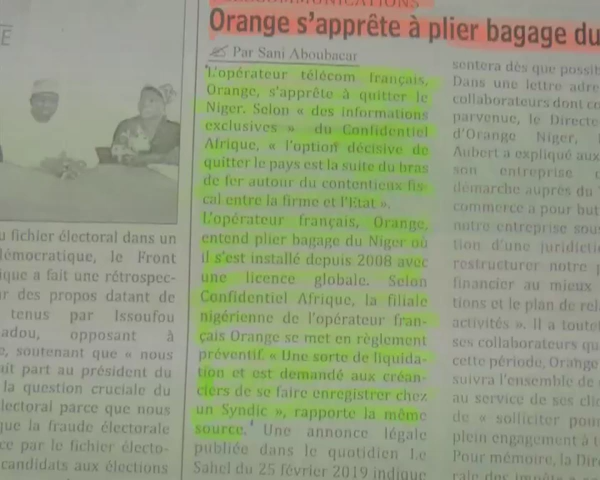 TÉLÉCOMMUNICATIONS
Orange s'apprête à plier bagage du
Par Sani Aboubacar
L'opérateur télécom français,
Orange, s'apprête à quitter le
Niger. Selon « des informations
exclusives » du Confidentiel
Afrique, « l'option décisive de
quitter le pays est la suite du bras
de fer autour du contentieux fis-
cal entre la firme et l'Etat ».
L'opérateur français, Orange,
entend plier bagage du Niger où
il s'est installé depuis 2008 avec
une licence globale. Selon
Confidentiel Afrique, la filiale
nigérienne de l'opérateur fran-
çais Orange se met en règlement
préventif. « Une sorte de liquida-
tion et est demandé aux créan-
ciers de se faire enregistrer chez
un Syndic », rapporte la même
source. Une annonce légale
publiée dans le quotidien Le
Sahel du 25 février 2019 indique
sentera dès que possib
Dans une lettre adre
collaborateurs dont co
parvenue, le Directe
d'Orange Niger,
Aubert a expliqué aux
son entreprise
démarche auprès du
commerce a pour but
notre entreprise sous
tion d'une juridicti
restructurer notre
financier au mieux
tions et le plan de rel
activités ». Il a toutef
ses collaborateurs qu
cette période, Orange
suivra l'ensemble de
au service de ses cli
de « solliciter pou
plein engagement à t
Pour mémoire, la Dir
rale des impôts
u fichier électoral dans un
démocratique, le Front
ique a fait une rétrospec-
r des propos datant de
tenus par Issoufou
adou, opposant à
e, soutenant que « nous
it part au président du
la question cruciale du
lectoral parce que nous
que la fraude électorale
ce par le fichier électo-
candidats aux élections